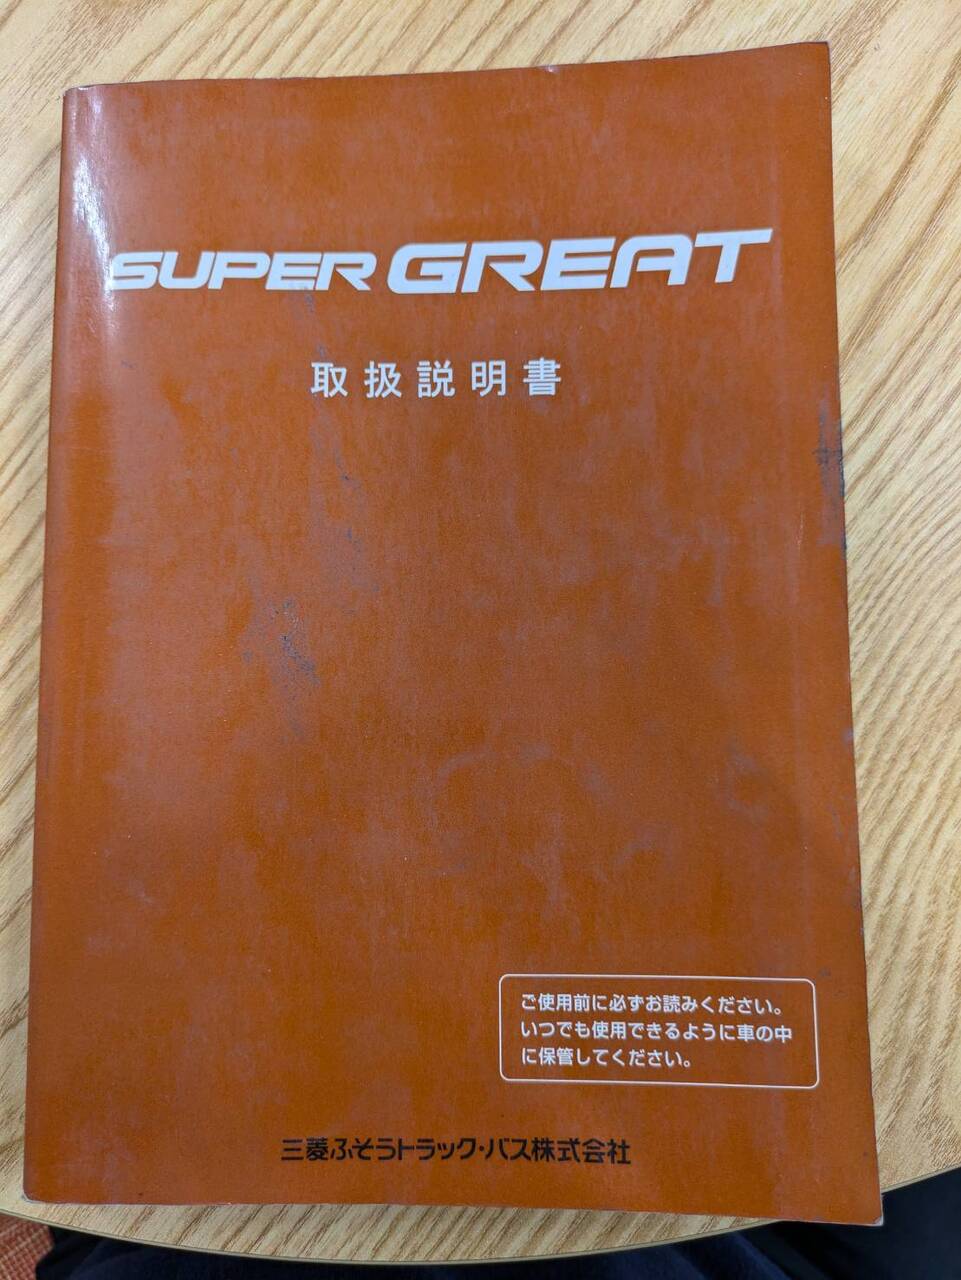 SUPER GREAT
取扱説明書
ご使用前に必ずお読みください。
いつでも使用できるように車の中
に保管してください。
三菱ふそうトラック・バス株式会社